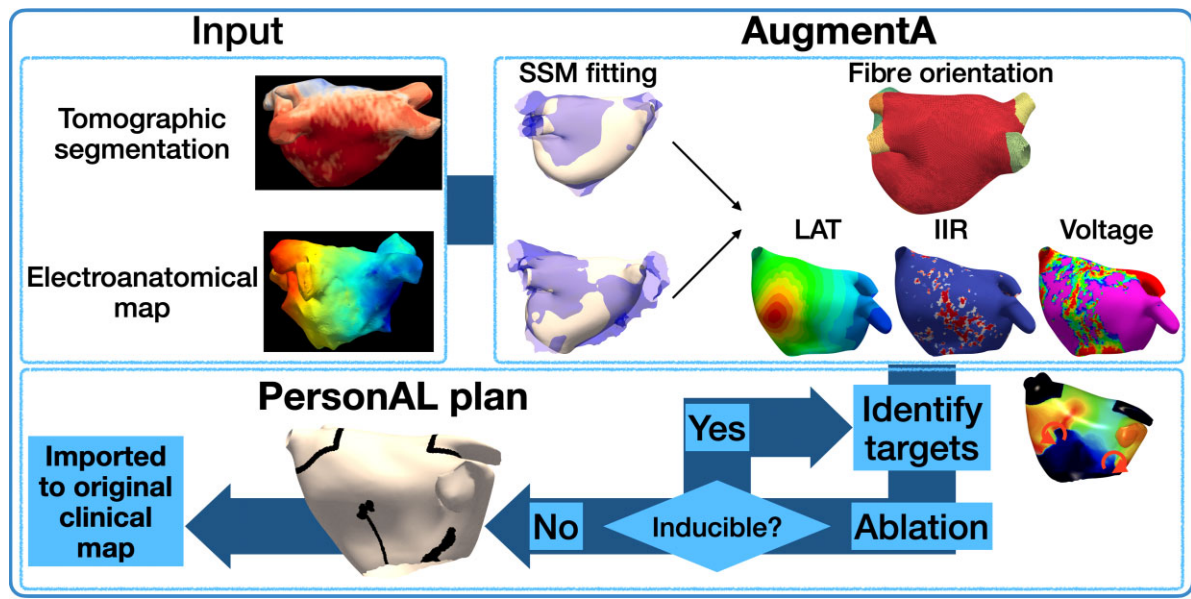 Input
Tomographic
segmentation
Electroanatomical
map
AugmentA
SSM fitting
Fibre orientation
LAT
IIR
Voltage
PersonAL plan
Yes
Identify
targets
Imported
to original
clinical
map
No
Inducible?
Ablation